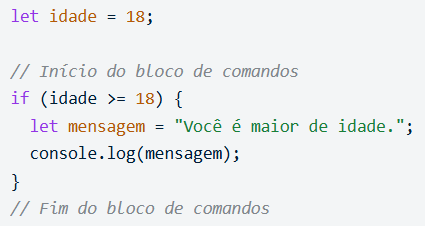 let idade = 18;
// Início do bloco de comandos
if (idade >= 18) {
let mensagem = "Você é maior de idade.";
console.log(mensagem);
}
// Fim do bloco de comandos